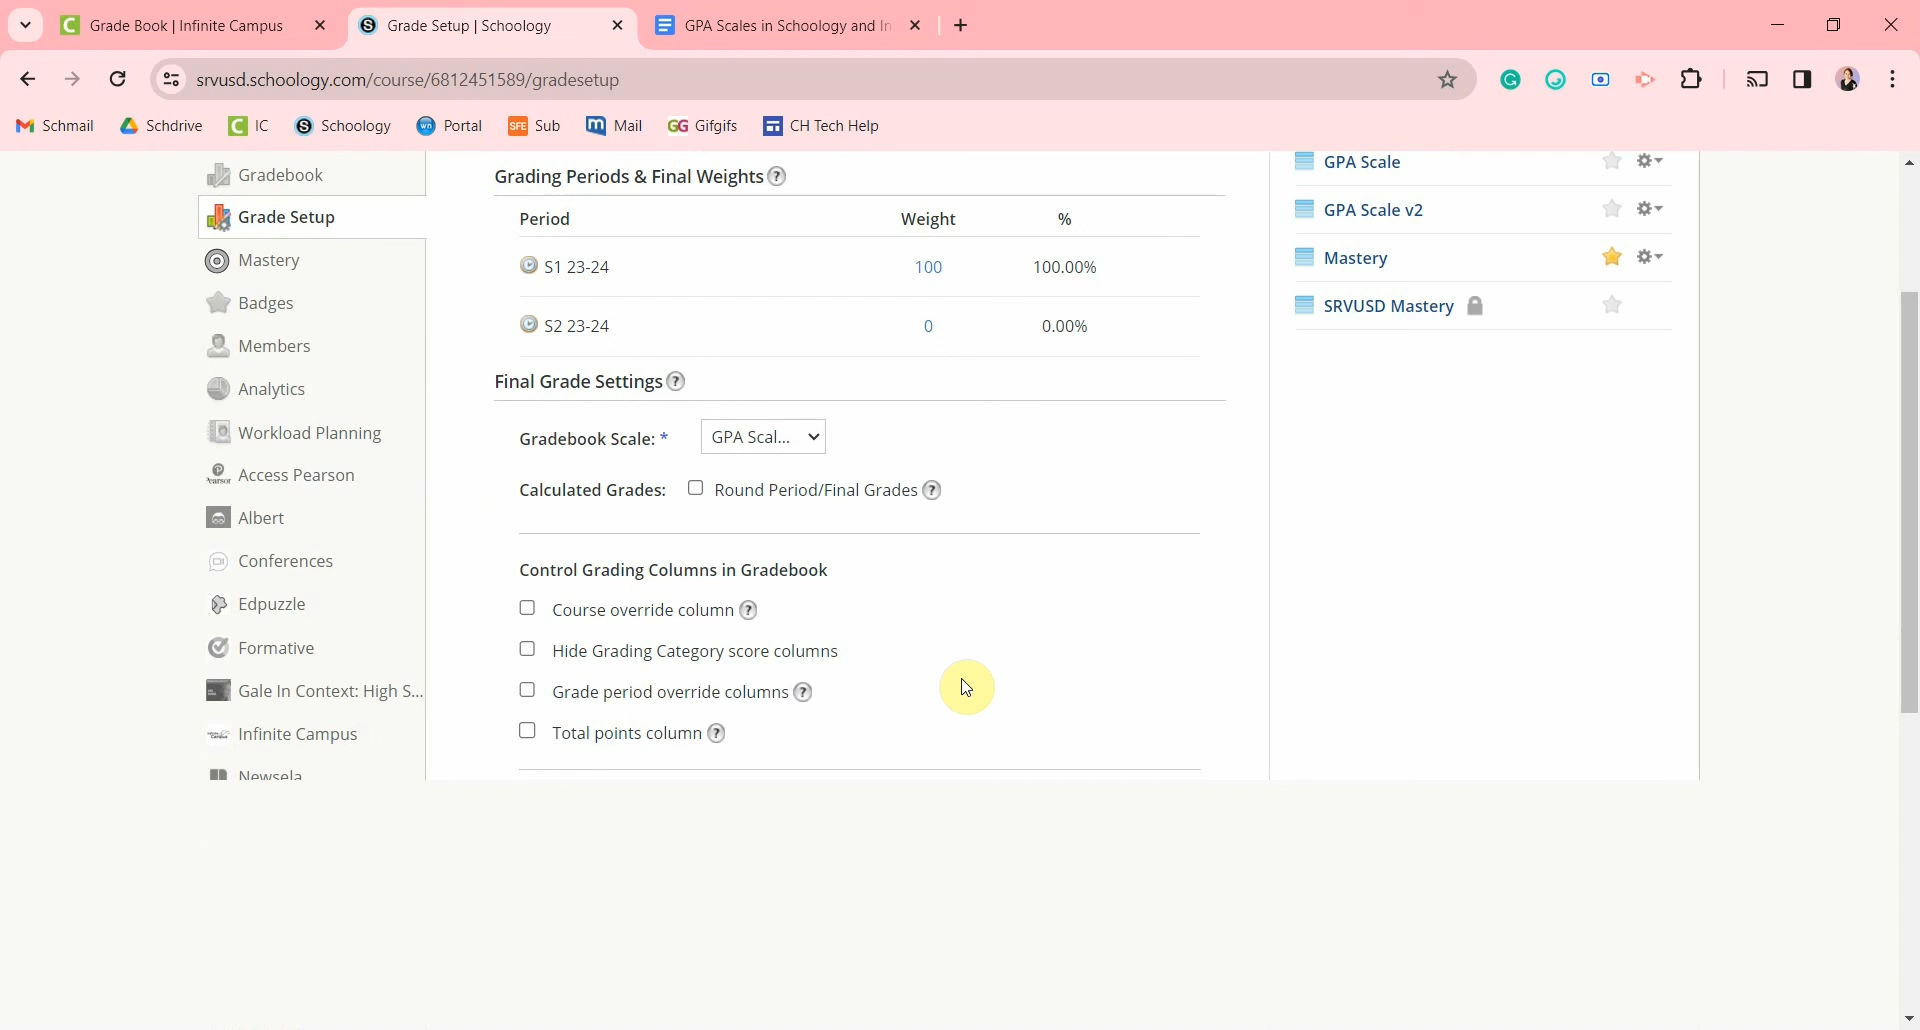 Grade Book | Infinite Campus
Grade Setup | Schoology
GPA Scales in Schoology and In
srvusd.schoology.com/course/6812451589/gradesetup
Schmail
Schdrive
IC
Schoology
Portal
SFE Sub
Mail
GG Gifgifs
CH Tech Help
Gradebook
Grade Setup
Mastery
Badges
Members
Analytics
Workload Planning
Access Pearson
Albert
Conferences
Edpuzzle
Formative
Gale In Context: High S...
Infinite Campus
Newsela
Grading Periods & Final Weights ?
Period Weight %
S1 23-24 100 100.00%
S2 23-24 0 0.00%
Final Grade Settings ?
Gradebook Scale: * GPA Scal...
Calculated Grades: Round Period/Final Grades ?
Control Grading Columns in Gradebook
Course override column ?
Hide Grading Category score columns
Grade period override columns ?
Total points column ?
GPA Scale
GPA Scale v2
Mastery
SRVUSD Mastery